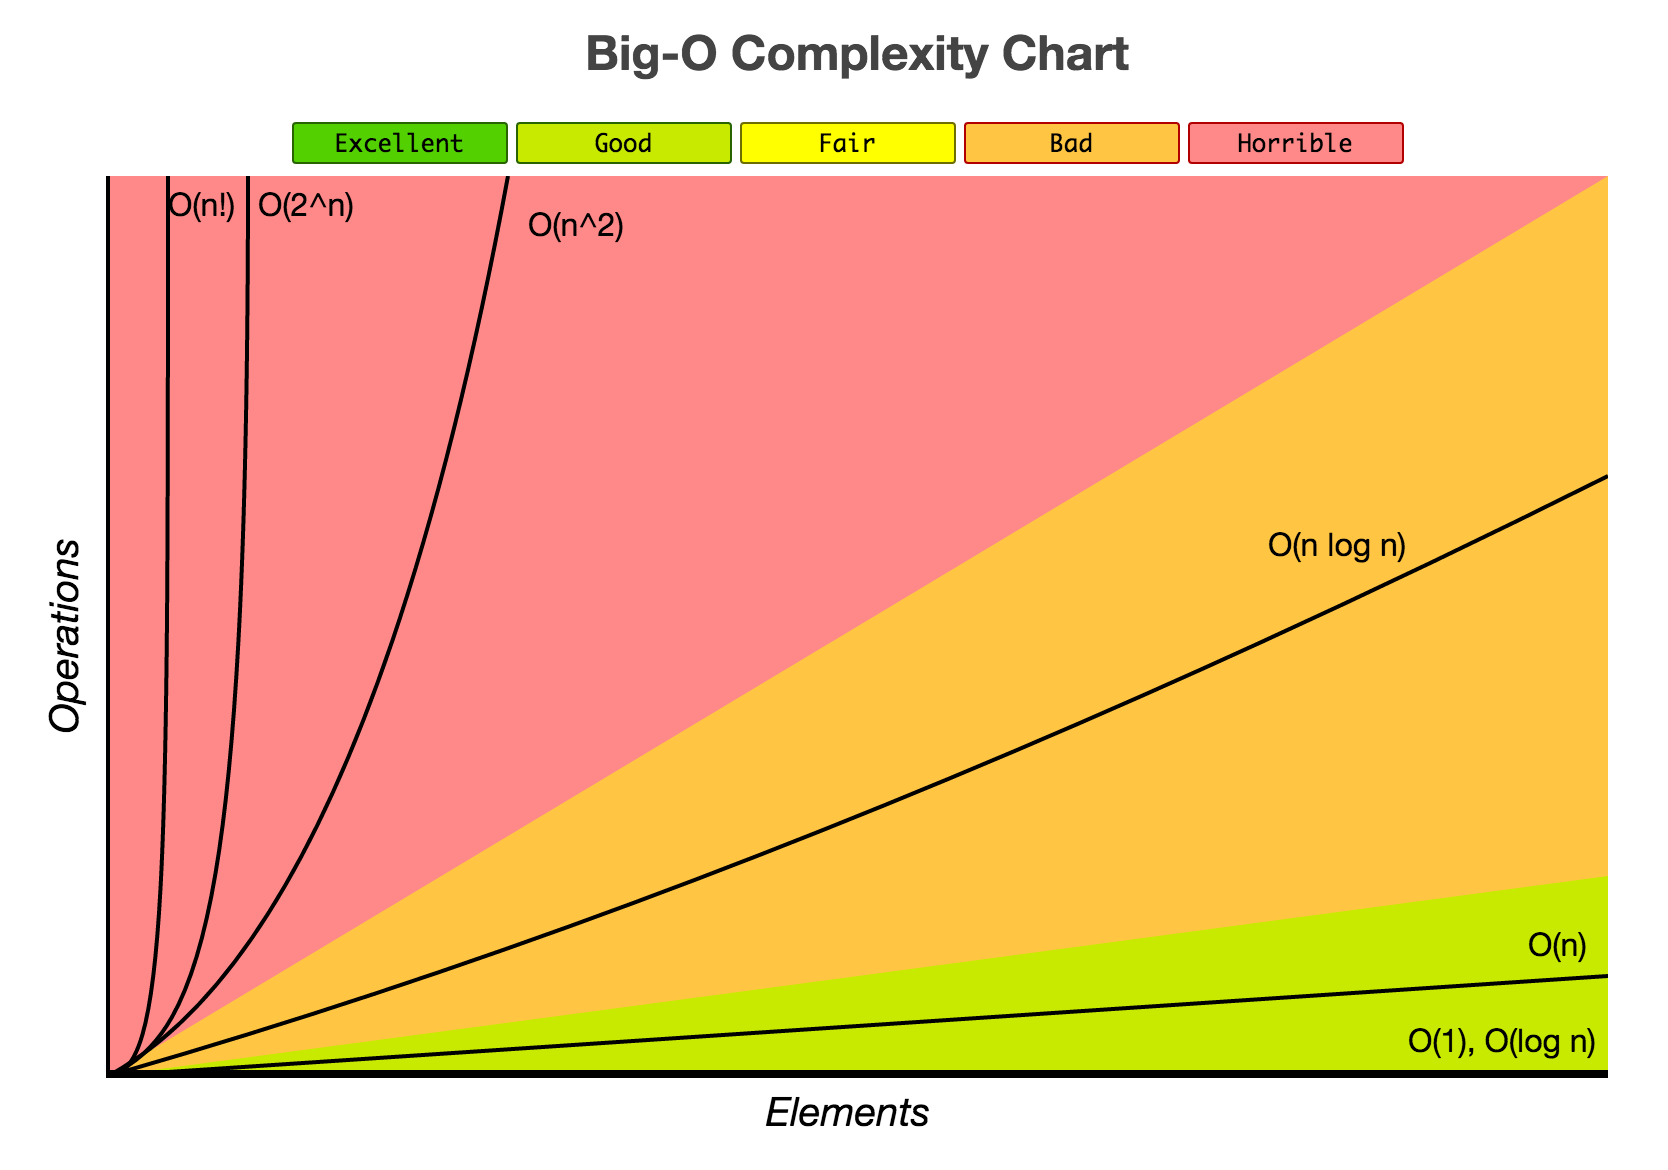 Big-O Complexity Chart
Excellent Good Fair Bad Horrible
O(n!) O(2^n)
O(n^2)
O(n log n)
Operations
O(n)
O(1), O(log n)
Elements